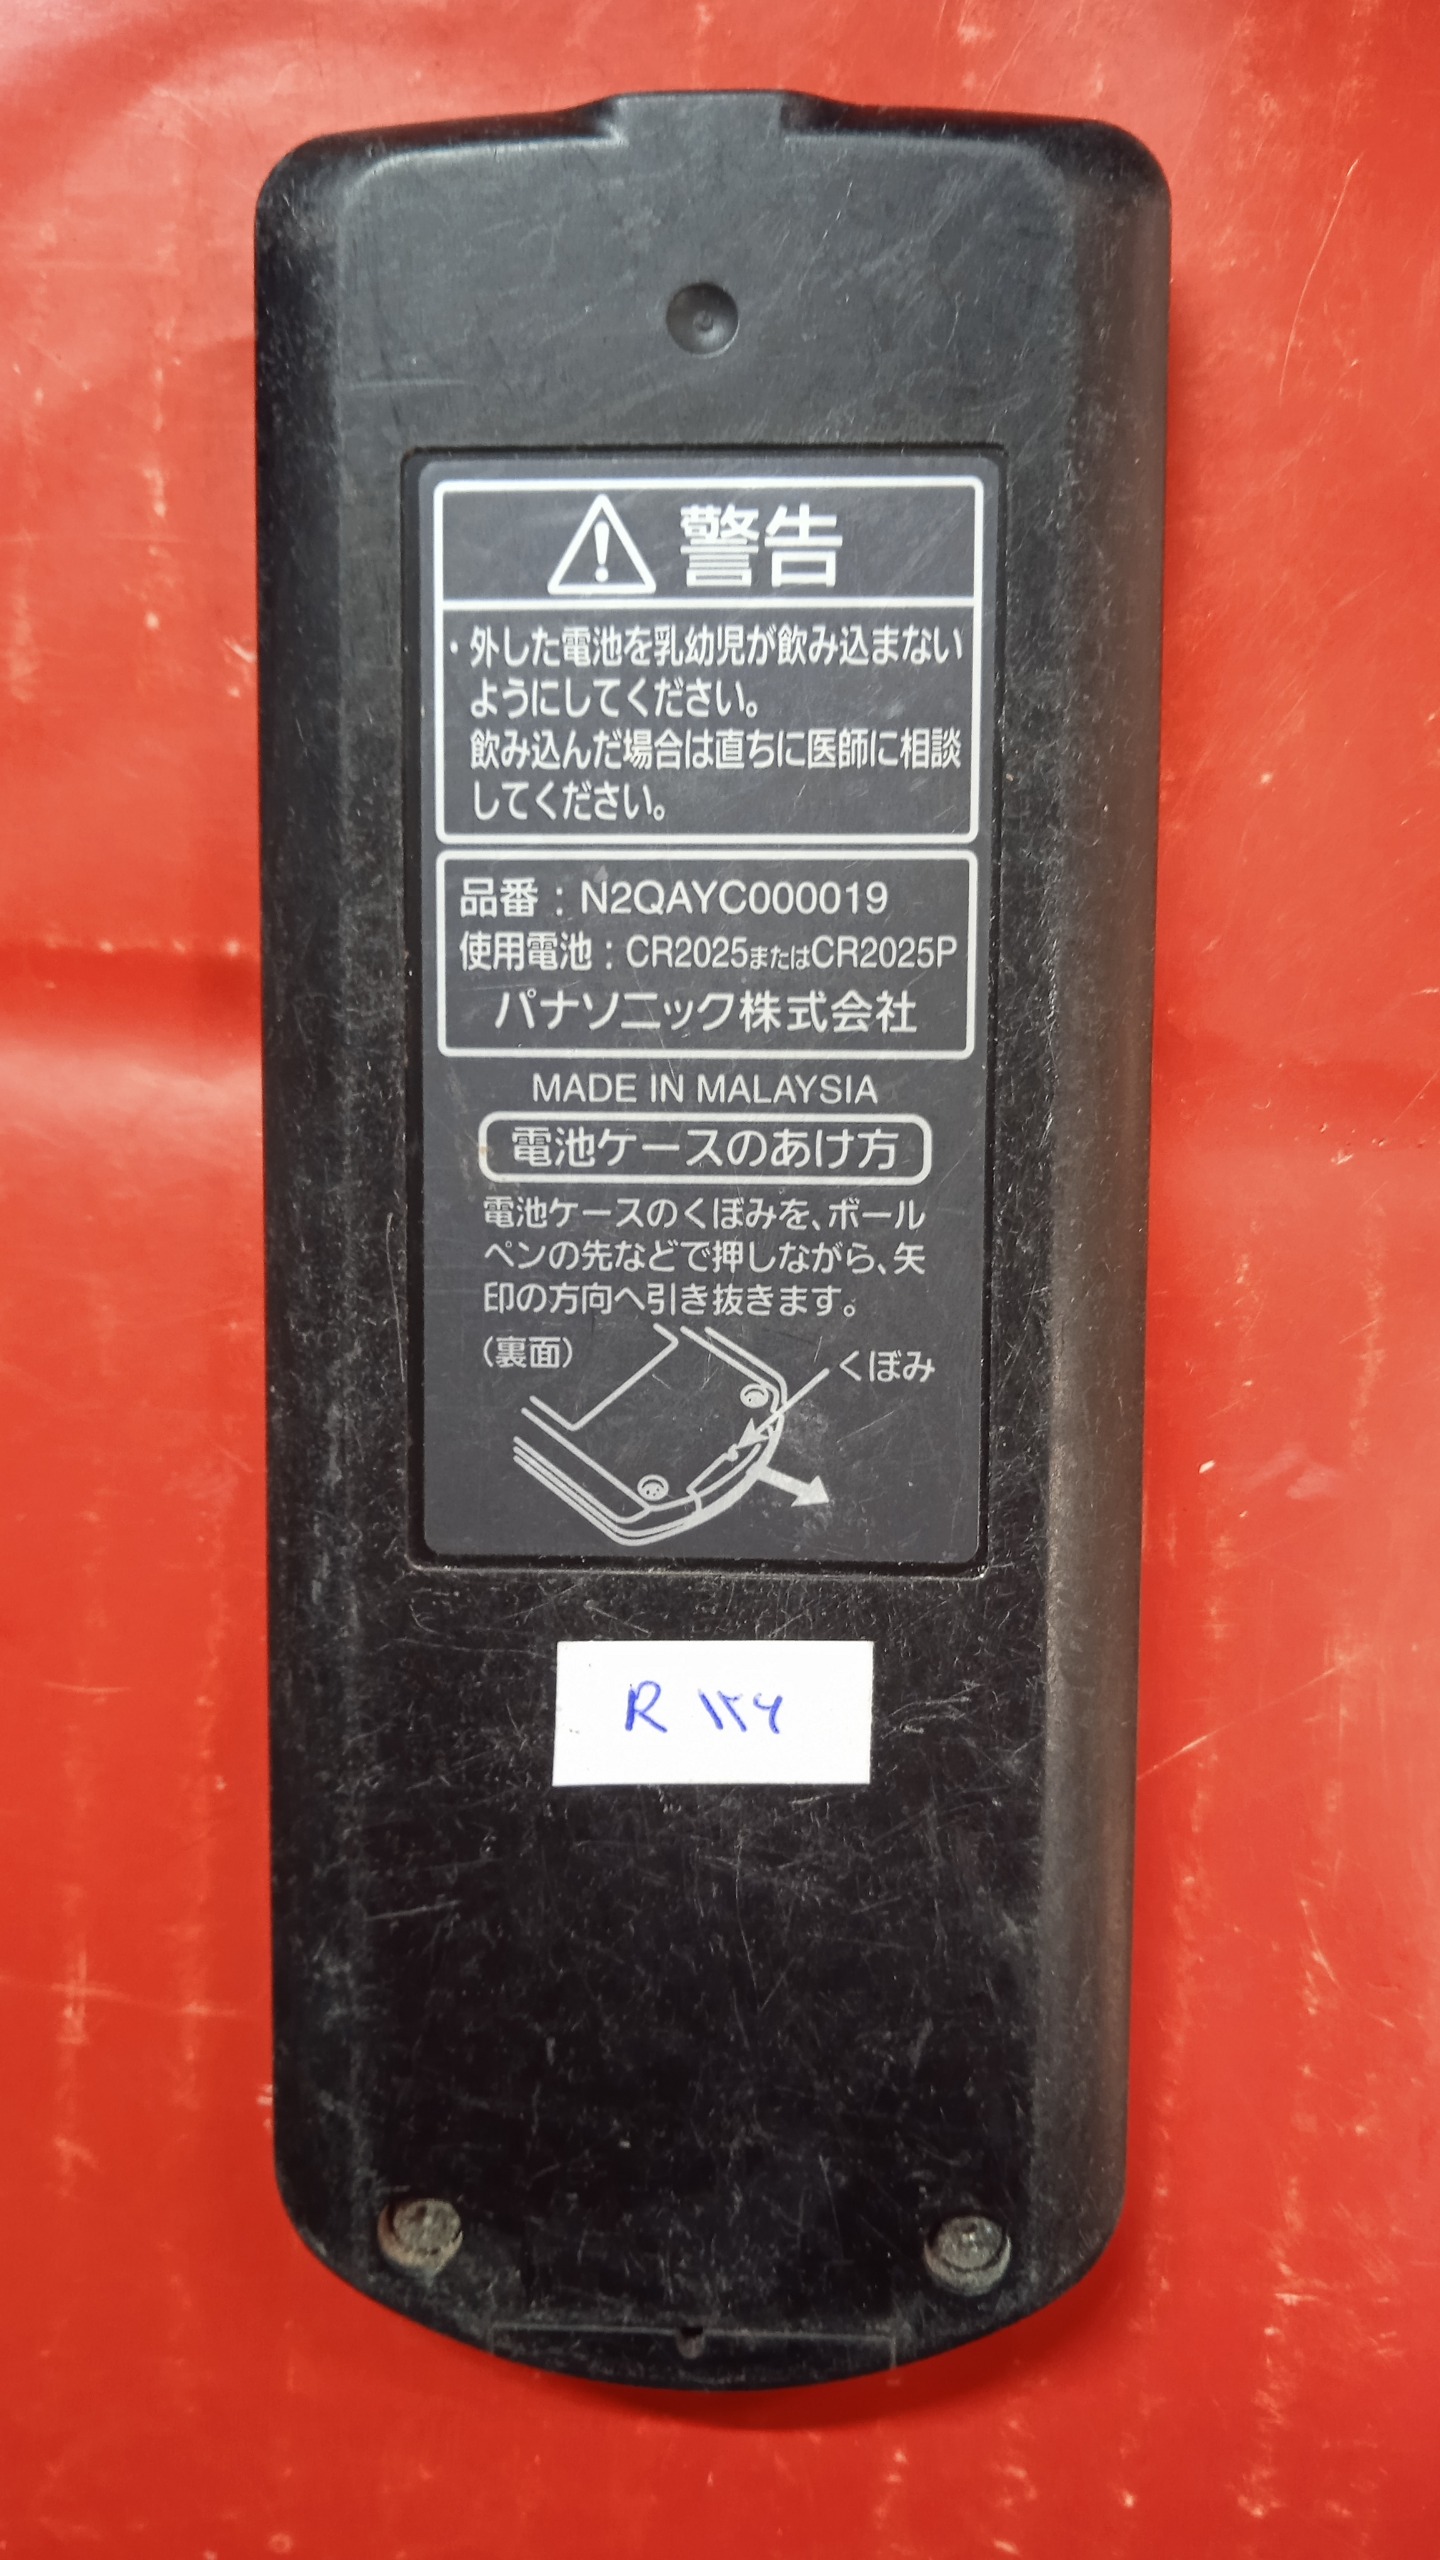 警告
・外した電池を乳幼児が飲み込まない
ようにしてください。
飲み込んだ場合は直ちに医師に相談
してください。
品番：N2QAYC000019
使用電池：CR2025またはCR2025P
パナソニック株式会社
MADE IN MALAYSIA
電池ケースのあけ方
電池ケースのくぼみを、ボール
ペンの先などで押しながら、矢
印の方向へ引き抜きます。
（裏面）
くぼみ
R